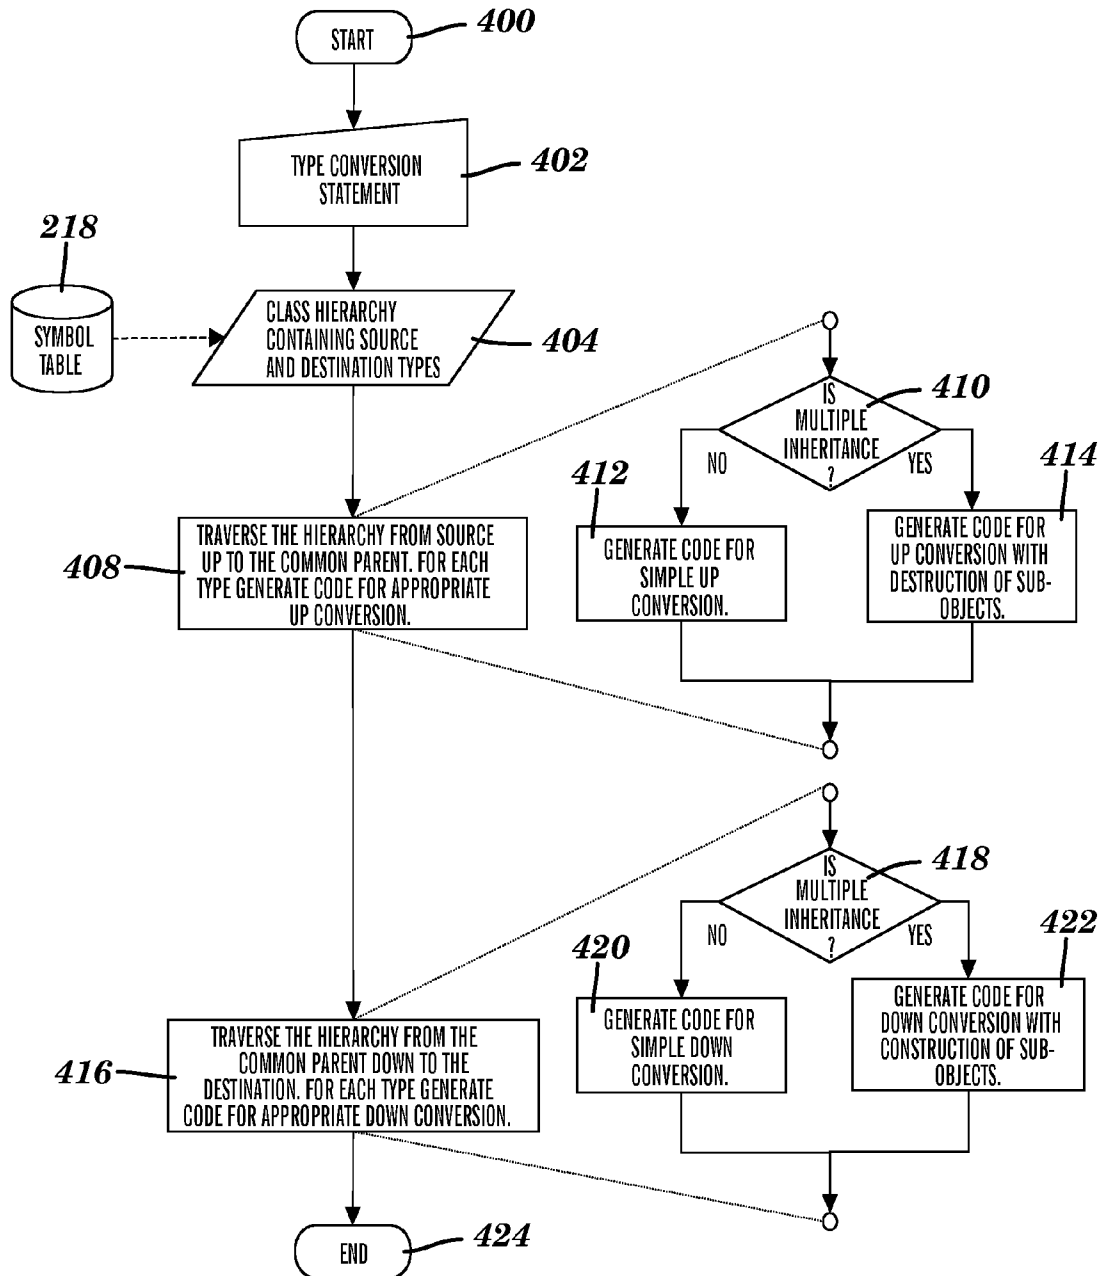 400
START
TYPE CONVERSION
STATEMENT
402
218
SYMBOL
TABLE
CLASS HIERARCHY
CONTAINING SOURCE
AND DESTINATION TYPES
404
IS
MULTIPLE
INHERITANCE
?
410
NO
YES
412
414
GENERATE CODE FOR
SIMPLE UP
CONVERSION.
GENERATE CODE FOR
UP CONVERSION WITH
DESTRUCTION OF SUB-
OBJECTS.
408
TRAVERSE THE HIERARCHY FROM SOURCE
UP TO THE COMMON PARENT. FOR EACH
TYPE GENERATE CODE FOR APPROPRIATE
UP CONVERSION.
IS
MULTIPLE
INHERITANCE
?
418
NO
YES
420
422
GENERATE CODE FOR
SIMPLE DOWN
CONVERSION.
GENERATE CODE FOR
DOWN CONVERSION WITH
CONSTRUCTION OF SUB-
OBJECTS.
416
TRAVERSE THE HIERARCHY FROM THE
COMMON PARENT DOWN TO THE
DESTINATION. FOR EACH TYPE GENERATE
CODE FOR APPROPRIATE DOWN CONVERSION.
END
424